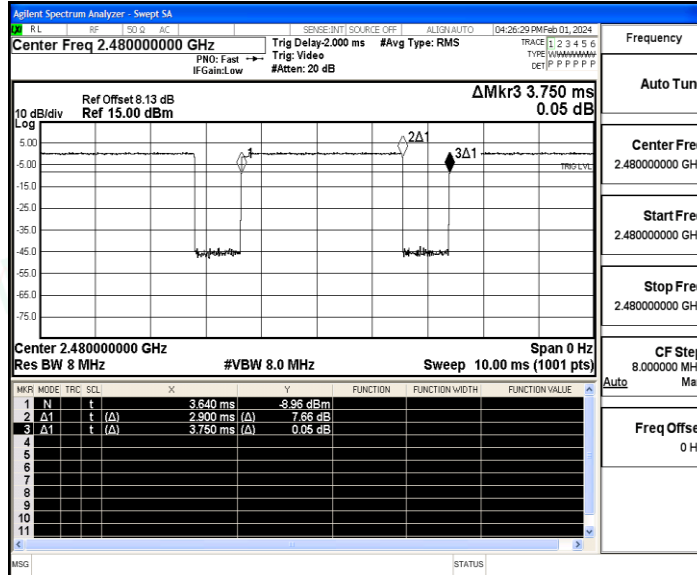 Agilent Spectrum Analyzer - Swept SA
RL RF 50 Ω AC SENSE:INT SOURCE OFF ALIGNAUTO 04:26:29 PM Feb 01, 2024
Center Freq 2.480000000 GHz
PNO: Fast
IFGain:Low
Trig Delay-2.000 ms
Trig: Video
#Atten: 20 dB
#Avg Type: RMS
TRACE 1 2 3 4 5 6
TYPE WWWWWW
DET P P P P P P
ΔMkr3 3.750 ms
0.05 dB
Ref Offset 8.13 dB
10 dB/div Ref 15.00 dBm
Log
5.00
-5.00
-15.0
-25.0
-35.0
-45.0
-55.0
-65.0
-75.0
1
2Δ1
3Δ1
TRIG LVL
Center 2.480000000 GHz Span 0 Hz
Res BW 8 MHz #VBW 8.0 MHz Sweep 10.00 ms (1001 pts)
MKR MODE TRC SCL X Y FUNCTION FUNCTION WIDTH FUNCTION VALUE
1 N t 3.640 ms -8.96 dBm
2 Δ1 t (Δ) 2.900 ms (Δ) 7.66 dB
3 Δ1 t (Δ) 3.750 ms (Δ) 0.05 dB
4
5
6
7
8
9
10
11
MSG STATUS
Frequency
Auto Tun
Center Fre
2.480000000 GH
Start Fre
2.480000000 GH
Stop Fre
2.480000000 GH
CF Step
8.000000 MH
Auto Ma
Freq Offse
0 H